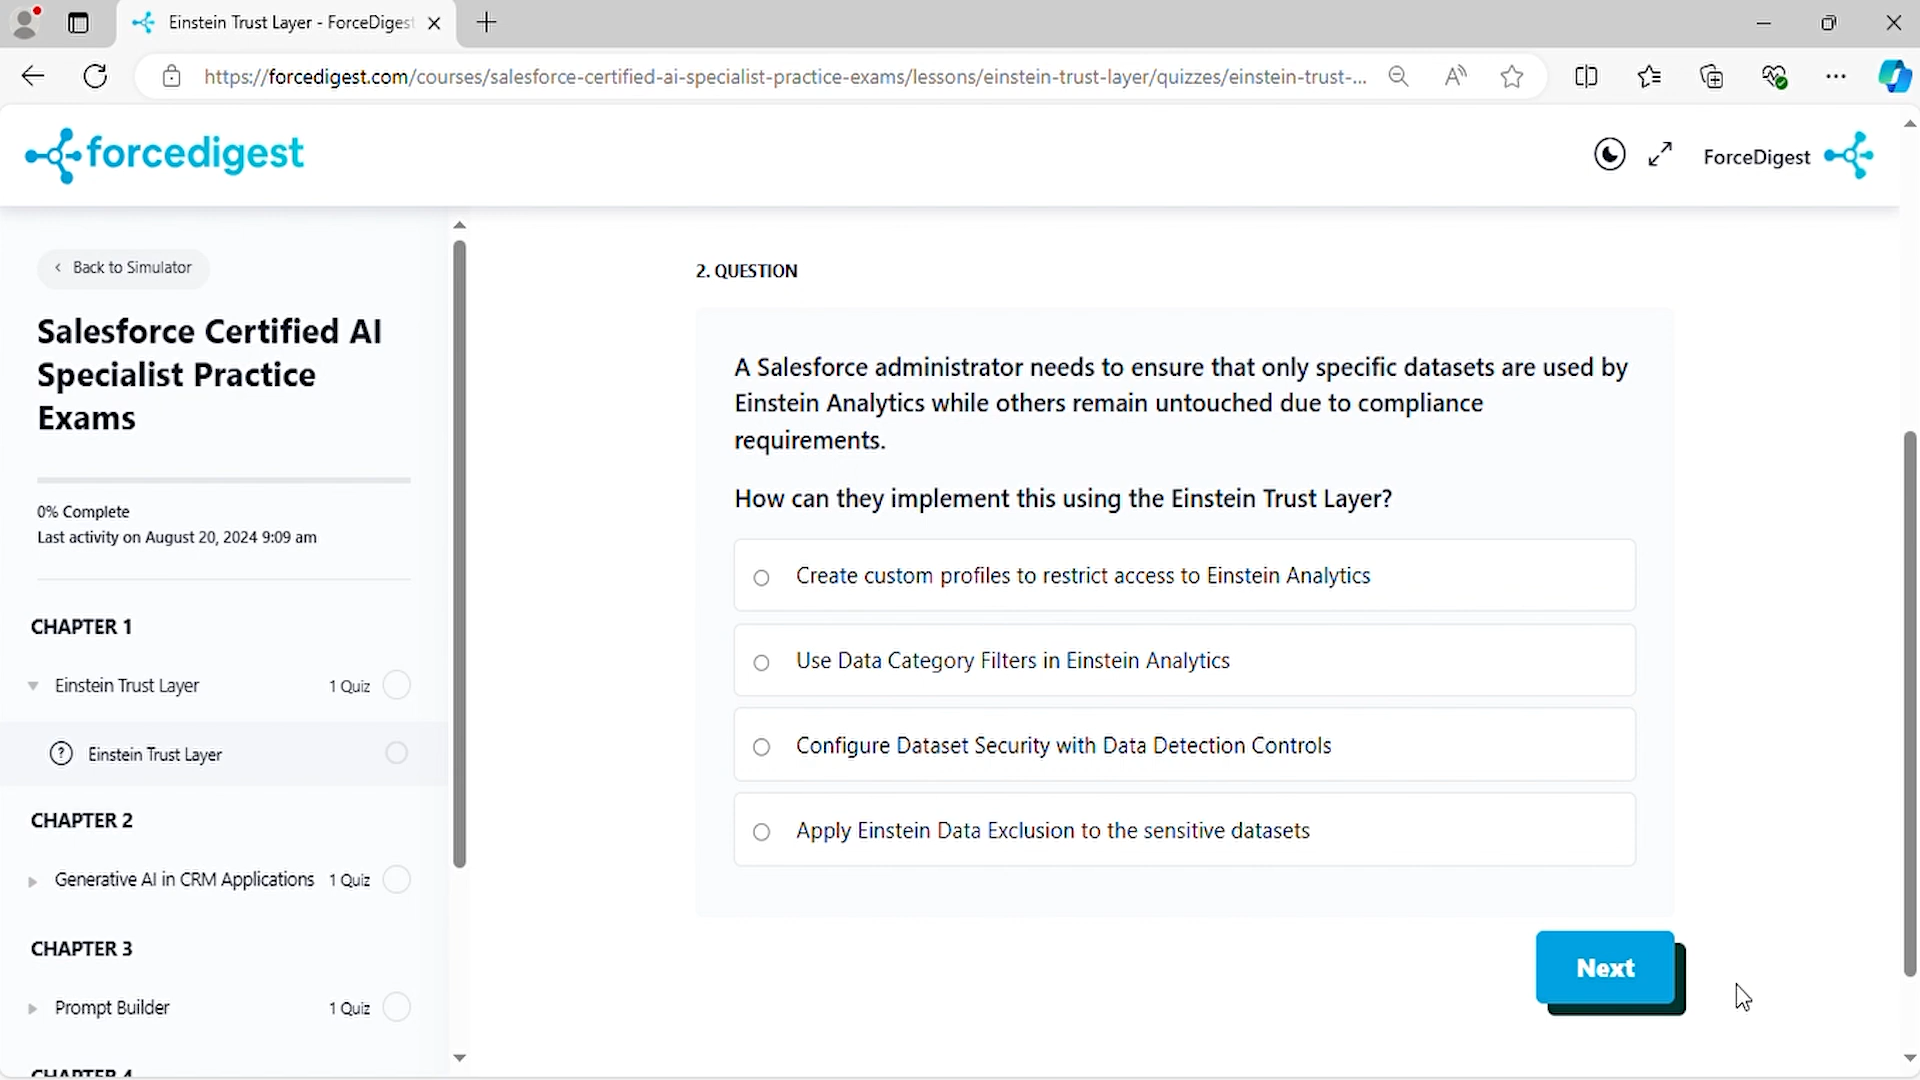 Einstein Trust Layer - ForceDigest
https://forcedigest.com/courses/salesforce-certified-ai-specialist-practice-exams/lessons/einstein-trust-layer/quizzes/einstein-trust-...
forcedigest
ForceDigest
Back to Simulator
Salesforce Certified AI
Specialist Practice
Exams
0% Complete
Last activity on August 20, 2024 9:09 am
CHAPTER 1
Einstein Trust Layer 1 Quiz
Einstein Trust Layer
CHAPTER 2
Generative AI in CRM Applications 1 Quiz
CHAPTER 3
Prompt Builder 1 Quiz
CHAPTER 4
2. QUESTION
A Salesforce administrator needs to ensure that only specific datasets are used by
Einstein Analytics while others remain untouched due to compliance
requirements.
How can they implement this using the Einstein Trust Layer?
Create custom profiles to restrict access to Einstein Analytics
Use Data Category Filters in Einstein Analytics
Configure Dataset Security with Data Detection Controls
Apply Einstein Data Exclusion to the sensitive datasets
Next